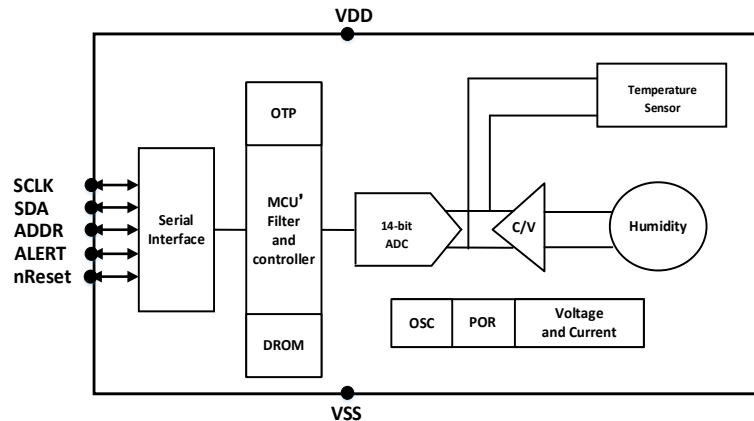 VDD
Temperature
Sensor
OTP
SCLK
SDA
ADDR
ALERT
nReset
Serial
Interface
MCU'
Filter
and
controller
14-bit
ADC
C/V
Humidity
OSC
POR
Voltage
and Current
DROM
VSS